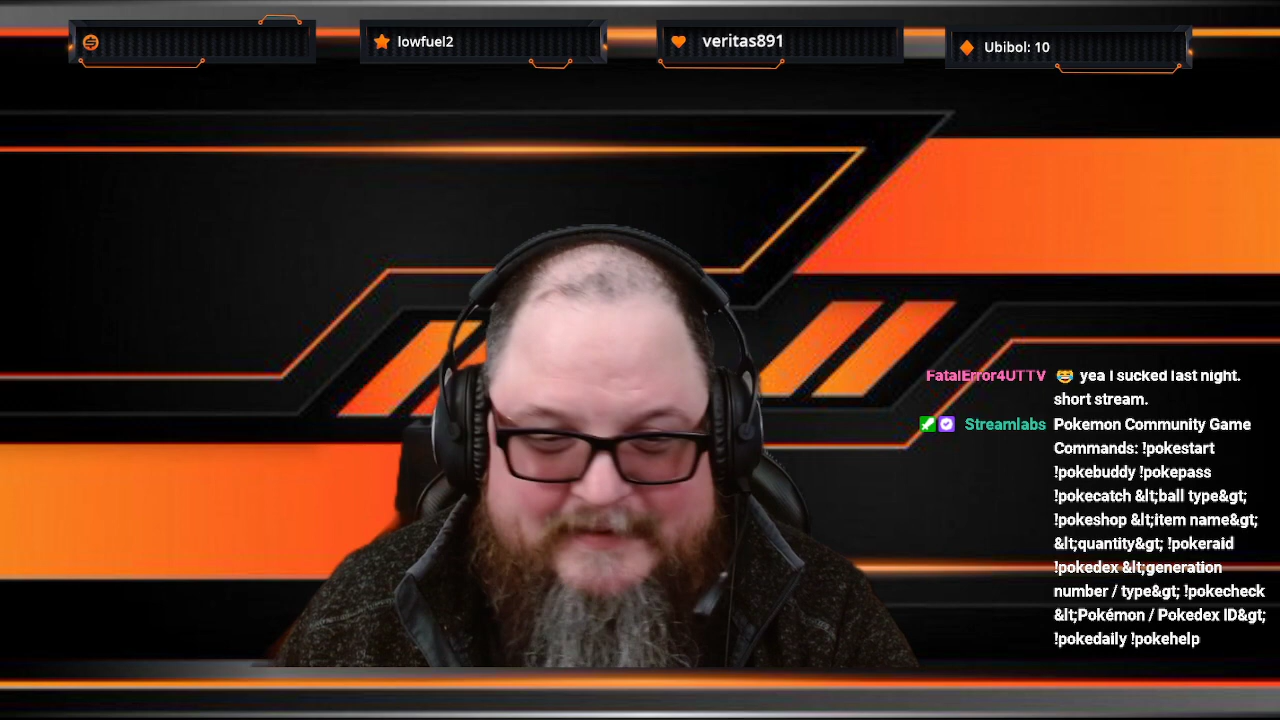 lowfuel2
veritas891
Ubibol: 10
FatalError4UTTV 😂 yea I sucked last night.
short stream.
Streamlabs Pokemon Community Game
Commands: !pokestart
!pokebuddy !pokepass
!pokecatch &lt;ball type&gt;
!pokeshop &lt;item name&gt;
&lt;quantity&gt; !pokeraid
!pokedex &lt;generation
number / type&gt; !pokecheck
&lt;Pokémon / Pokedex ID&gt;
!pokedaily !pokehelp